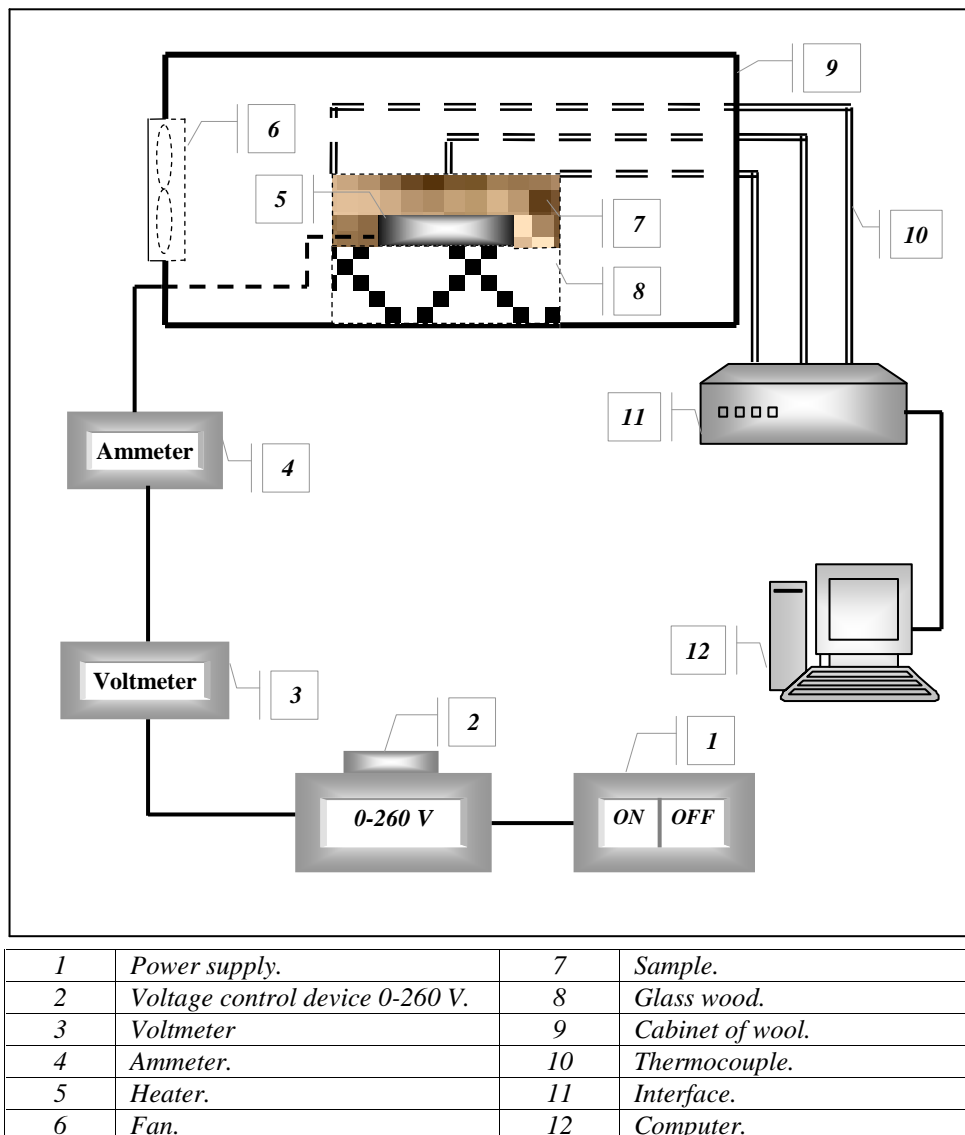 9
6
5
7
10
8
11
Ammeter
4
12
Voltmeter
3
2
1
0-260 V
ON OFF
1 Power supply. 7 Sample.
2 Voltage control device 0-260 V. 8 Glass wood.
3 Voltmeter 9 Cabinet of wool.
4 Ammeter. 10 Thermocouple.
5 Heater. 11 Interface.
6 Fan. 12 Computer.